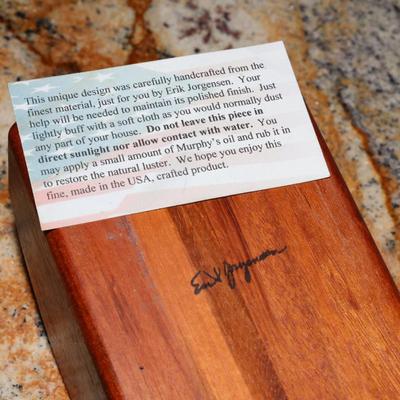 This unique design was carefully handcrafted from the
finest material, just for you by Erik Jorgensen.  Your
help will be needed to maintain its polished finish.  Just
lightly buff with a soft cloth as you would normally dust
any part of your house.  Do not leave this piece in
direct sunlight nor allow contact with water.  You
may apply a small amount of Murphy's oil and rub it in
to restore the natural luster.  We hope you enjoy this
fine, made in the USA, crafted product.
Erik Jorgensen